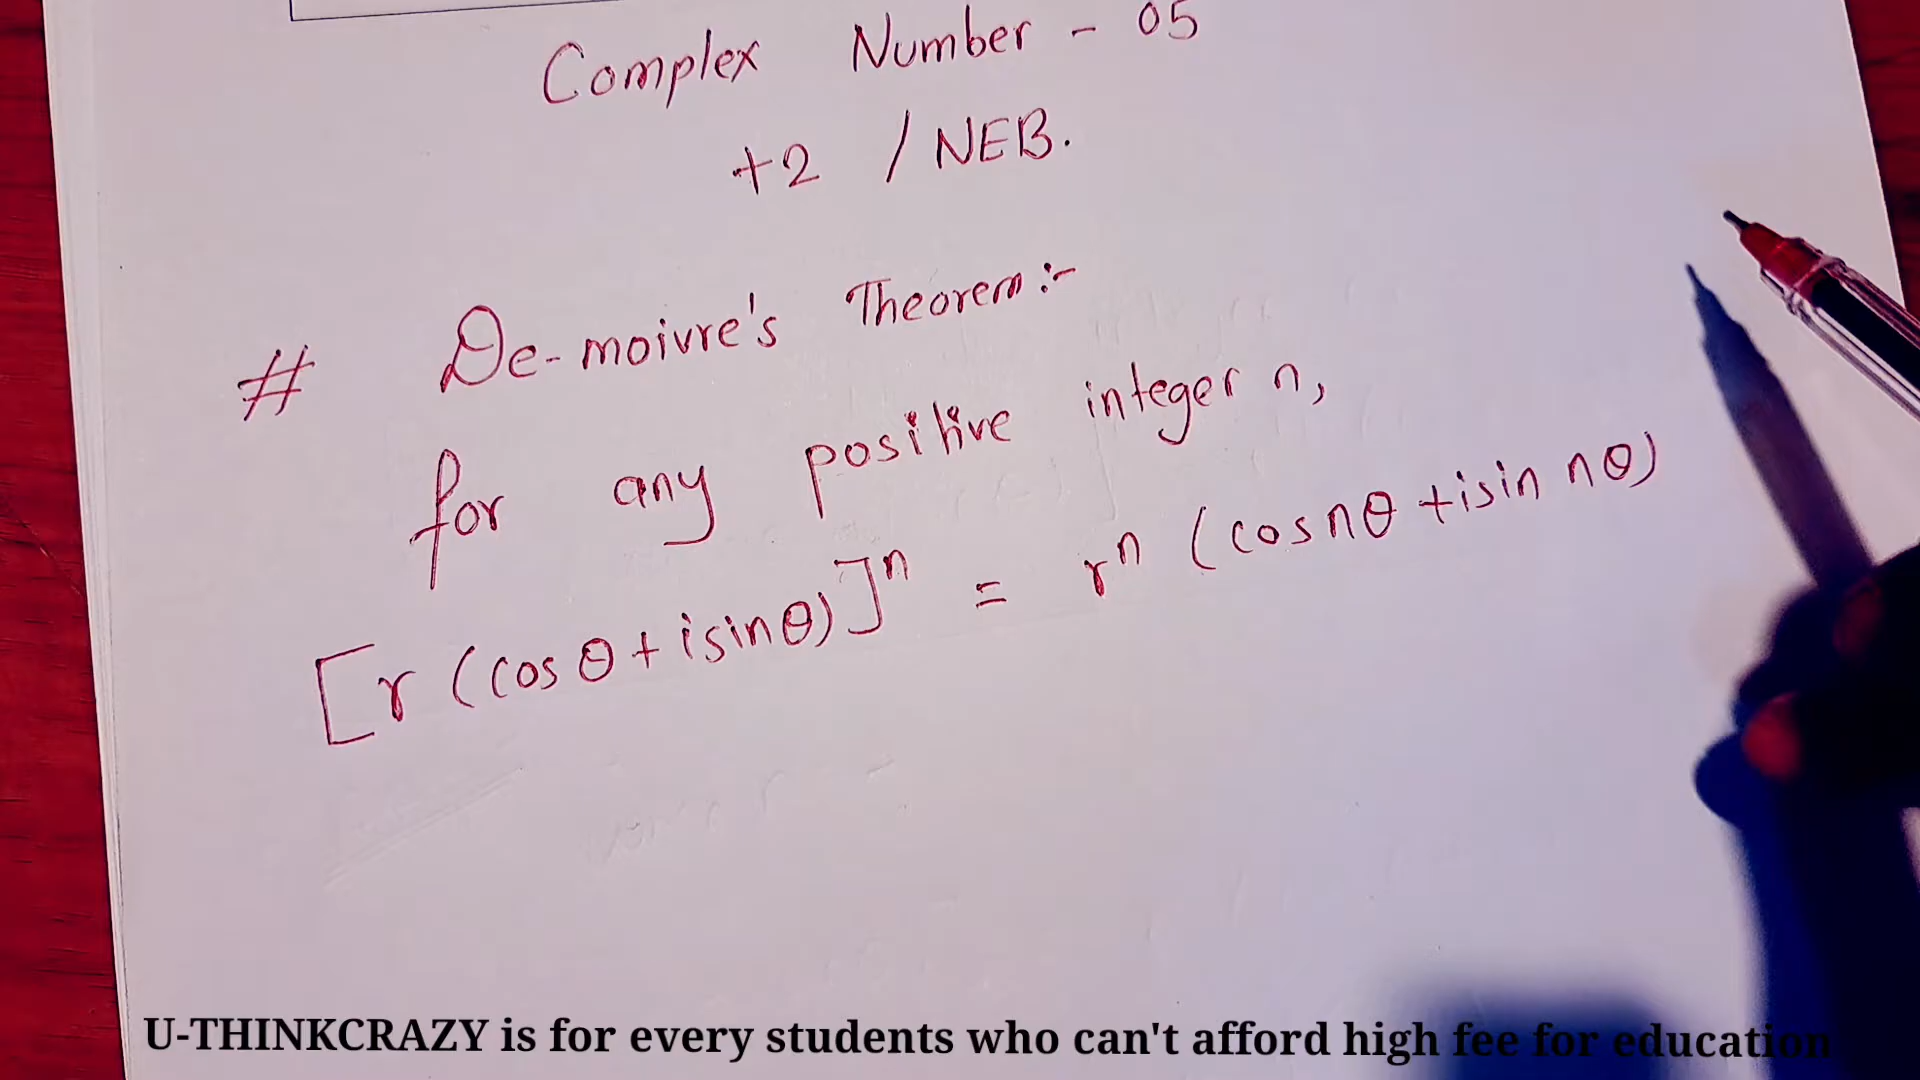 Complex Number - 05
+2 / NEB.
# De-moivre's Theorem :-
for any positive integer n,
[r (cos θ + i sin θ)]ⁿ = rⁿ (cos nθ + i sin nθ)
U-THINKCRAZY is for every students who can't afford high fee for education